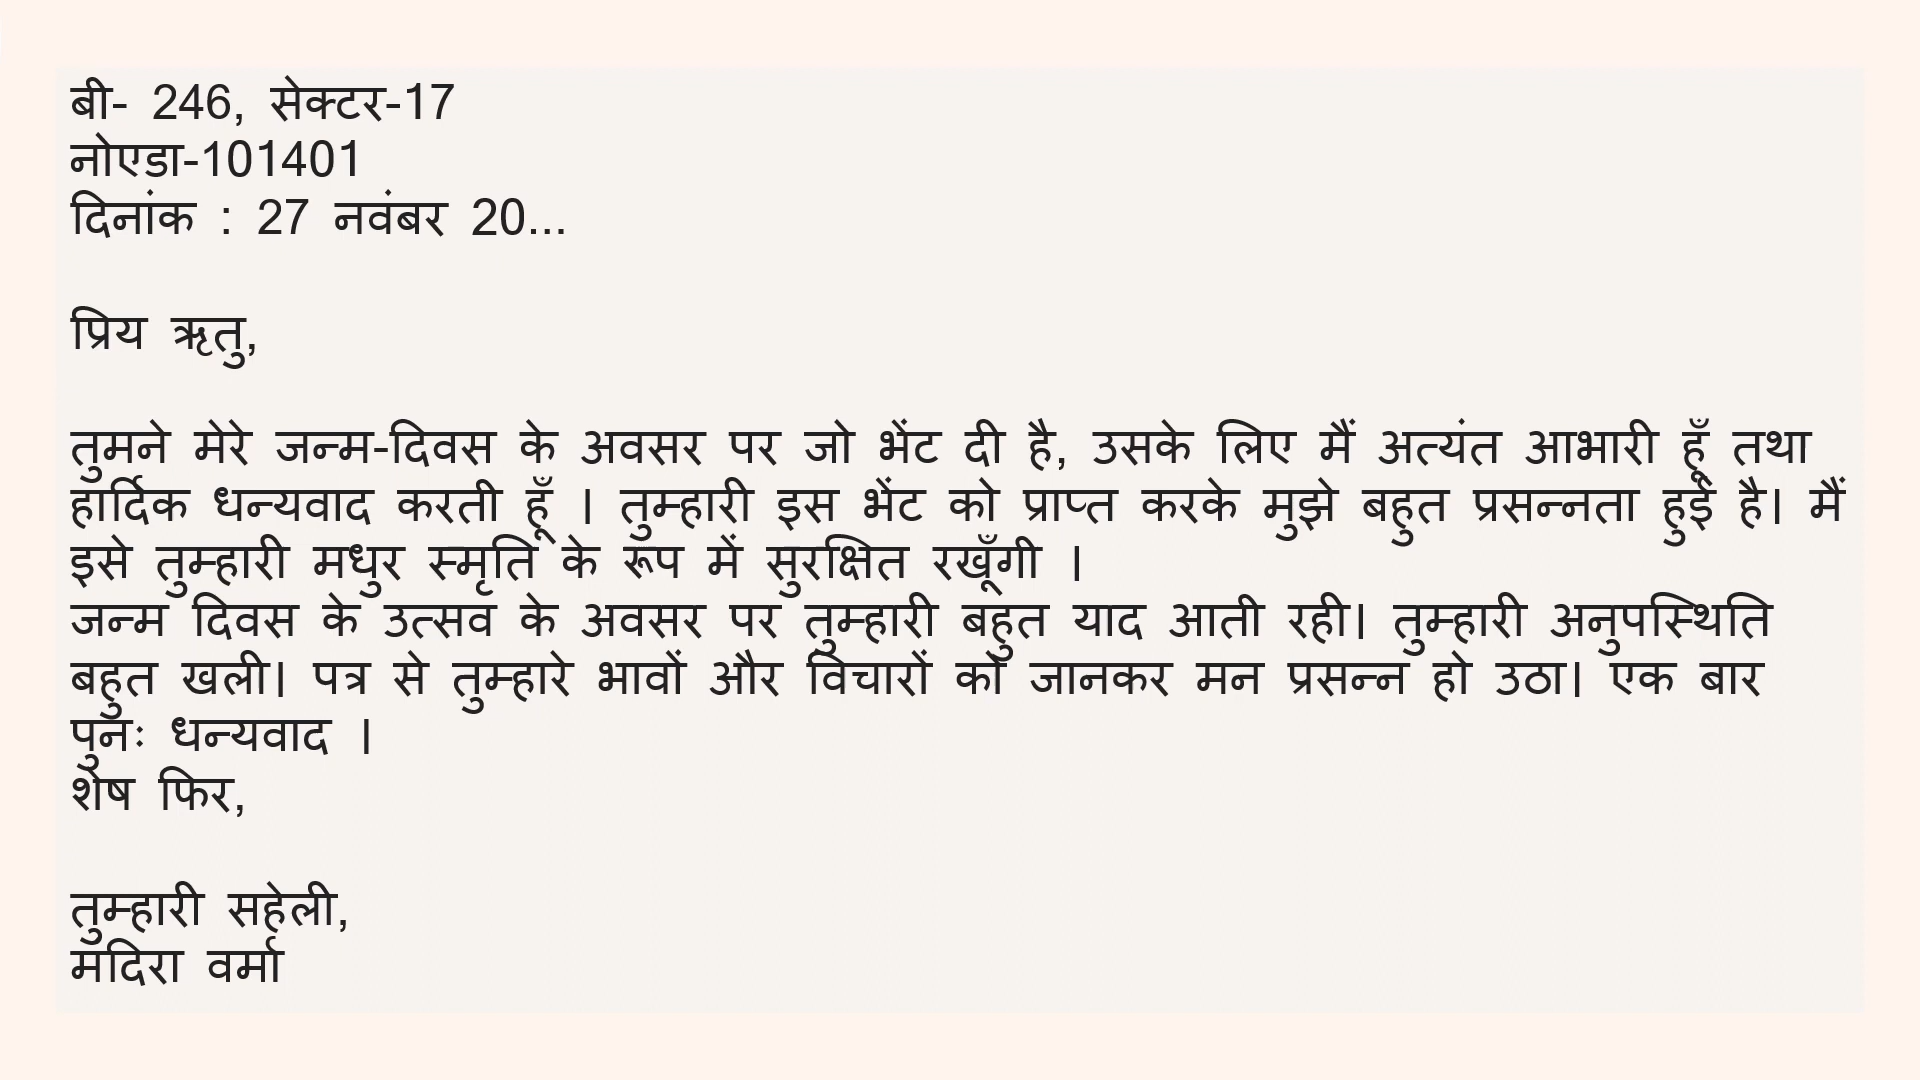 बी- 246, सेक्टर-17
नोएडा-101401
दिनांक : 27 नवंबर 20...
प्रिय ऋतु,
तुमने मेरे जन्म-दिवस के अवसर पर जो भेंट दी है, उसके लिए मैं अत्यंत आभारी हूँ तथा
हार्दिक धन्यवाद करती हूँ । तुम्हारी इस भेंट को प्राप्त करके मुझे बहुत प्रसन्नता हुई है। मैं
इसे तुम्हारी मधुर स्मृति के रूप में सुरक्षित रखूँगी ।
जन्म दिवस के उत्सव के अवसर पर तुम्हारी बहुत याद आती रही। तुम्हारी अनुपस्थिति
बहुत खली। पत्र से तुम्हारे भावों और विचारों को जानकर मन प्रसन्न हो उठा। एक बार
पुनः धन्यवाद ।
शेष फिर,
तुम्हारी सहेली,
मदिरा वर्मा